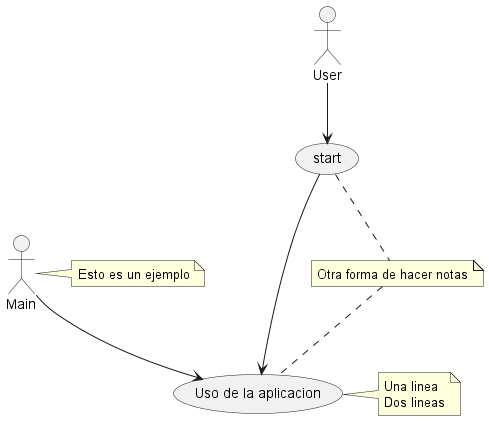 User
start
Esto es un ejemplo
Otra forma de hacer notas
Main
Uso de la aplicacion
Una linea
Dos lineas